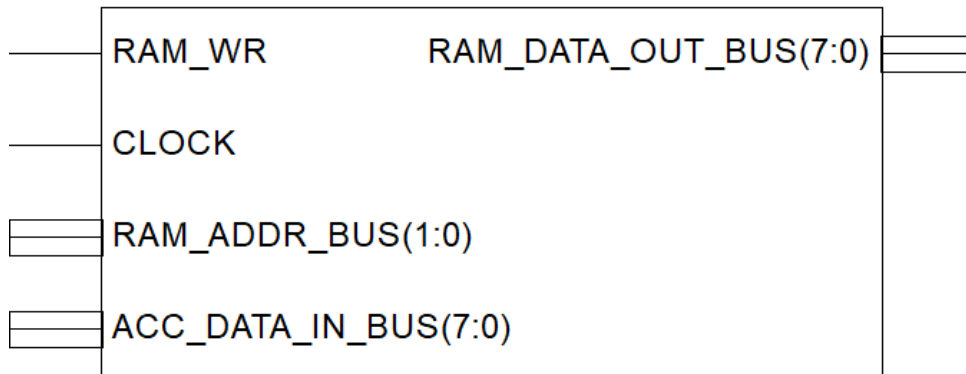 RAM_WR RAM_DATA_OUT_BUS(7:0)
CLOCK
RAM_ADDR_BUS(1:0)
ACC_DATA_IN_BUS(7:0)